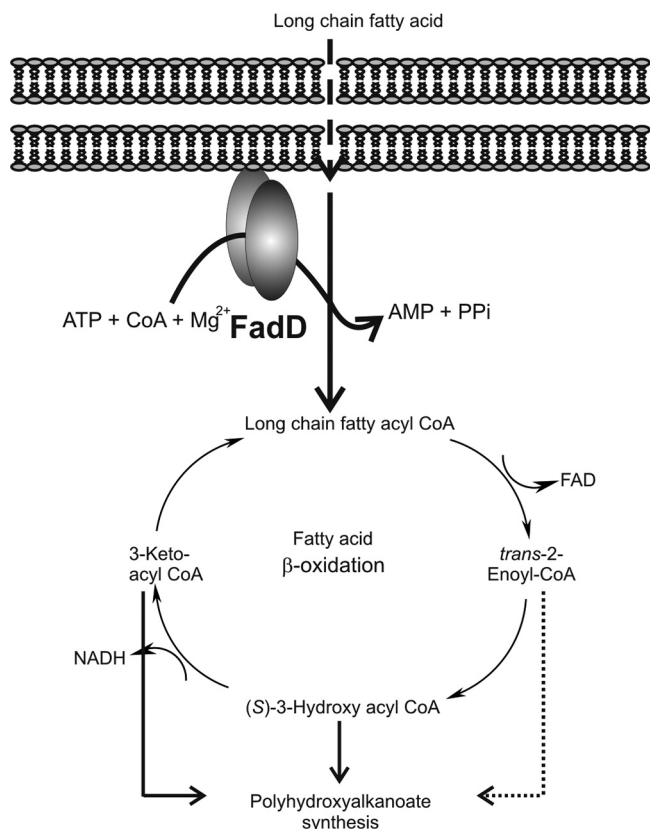 Long chain fatty acid
ATP + CoA + Mg²⁺
FadD
AMP + PPi
Long chain fatty acyl CoA
FAD
Fatty acid
β-oxidation
3-Keto-
acyl CoA
trans-2-
Enoyl-CoA
NADH
(S)-3-Hydroxy acyl CoA
Polyhydroxyalkanoate
synthesis